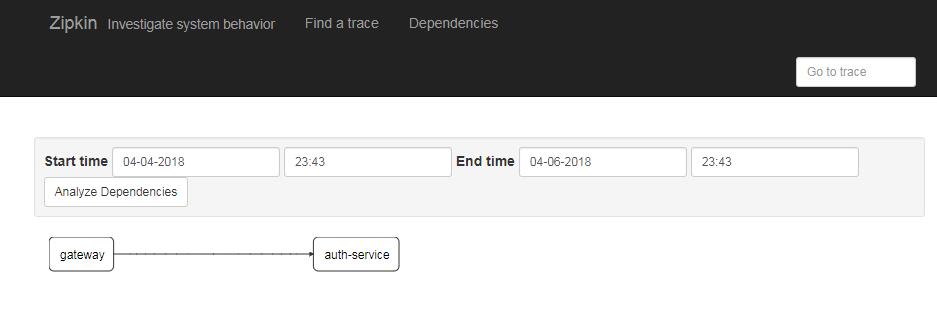 Zipkin Investigate system behavior Find a trace Dependencies
Go to trace
Start time 04-04-2018 23:43 End time 04-06-2018 23:43
Analyze Dependencies
gateway auth-service